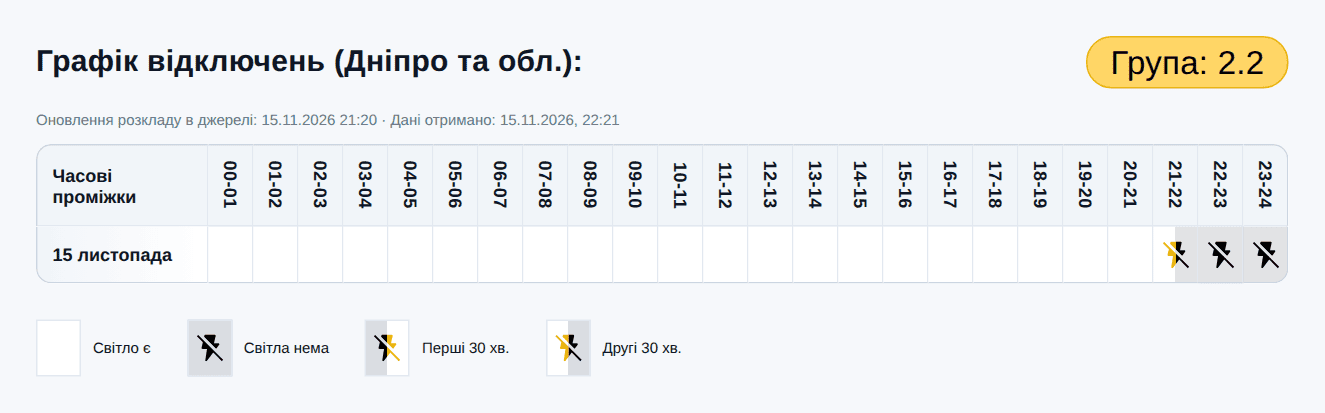 Графік відключень (Дніпро та обл.):
Група: 2.2
Оновлення розкладу в джерелі: 15.11.2026 21:20 · Дані отримано: 15.11.2026, 22:21
Часові
проміжки
00-01
01-02
02-03
03-04
04-05
05-06
06-07
07-08
08-09
09-10
10-11
11-12
12-13
13-14
14-15
15-16
16-17
17-18
18-19
19-20
20-21
21-22
22-23
23-24
15 листопада
Світло є
Світла нема
Перші 30 хв.
Другі 30 хв.